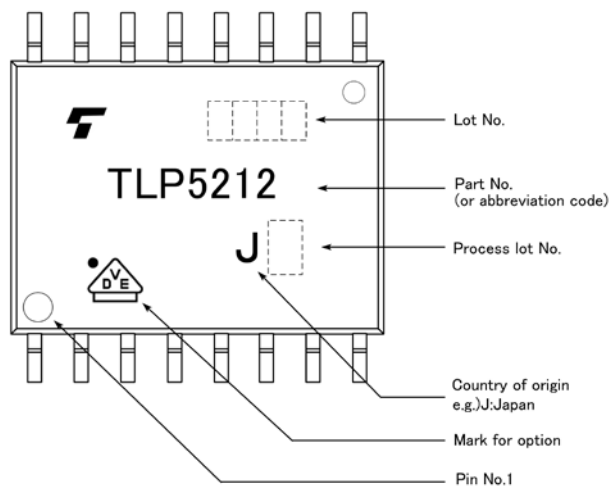 Lot No.
TLP5212
Part No.
(or abbreviation code)
J
Process lot No.
V
D E
Country of origin
e.g.)J:Japan
Mark for option
Pin No.1